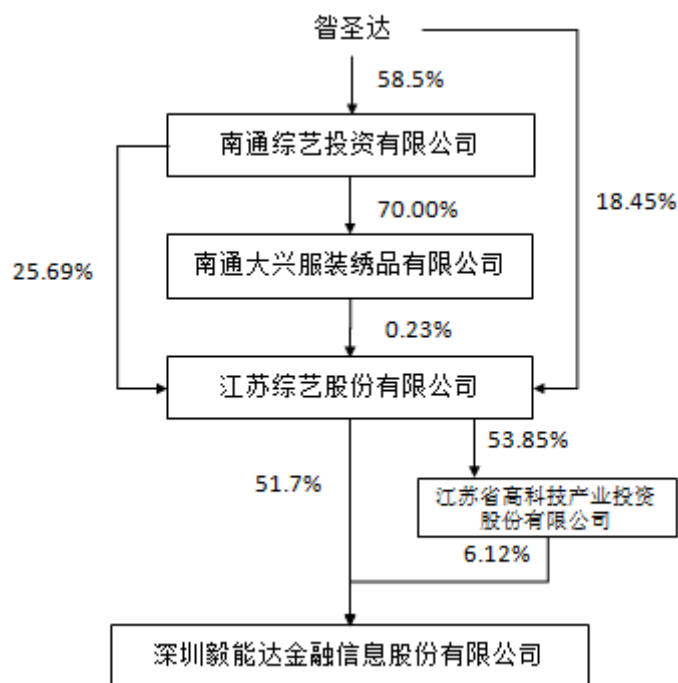 昝圣达
58.5%
南通综艺投资有限公司
70.00%
18.45%
25.69%
南通大兴服装绣品有限公司
0.23%
江苏综艺股份有限公司
53.85%
51.7%
江苏省高科技产业投资
股份有限公司
6.12%
深圳毅能达金融信息股份有限公司